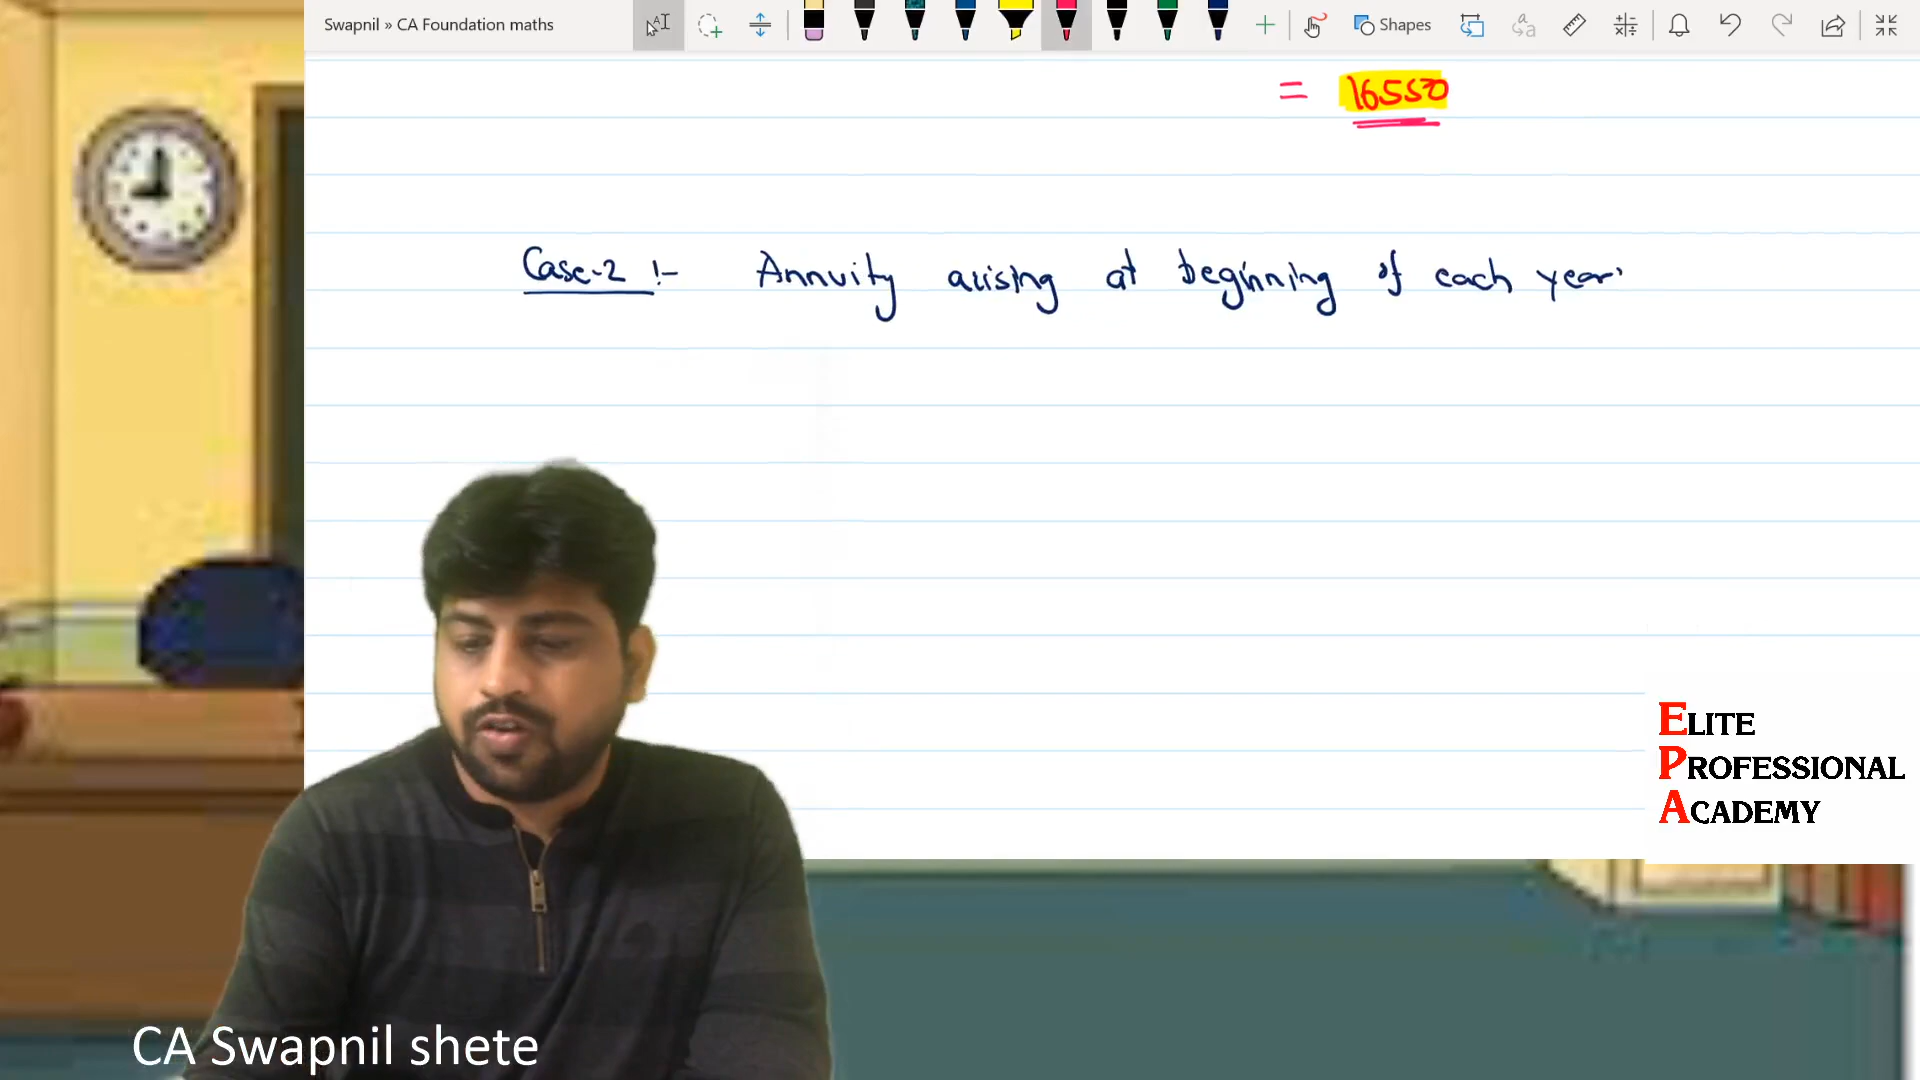 Swapnil » CA Foundation maths
Shapes
= 16550
Case-2 :- Annuity arising at beginning of each year.
ELITE
PROFESSIONAL
ACADEMY
CA Swapnil shete